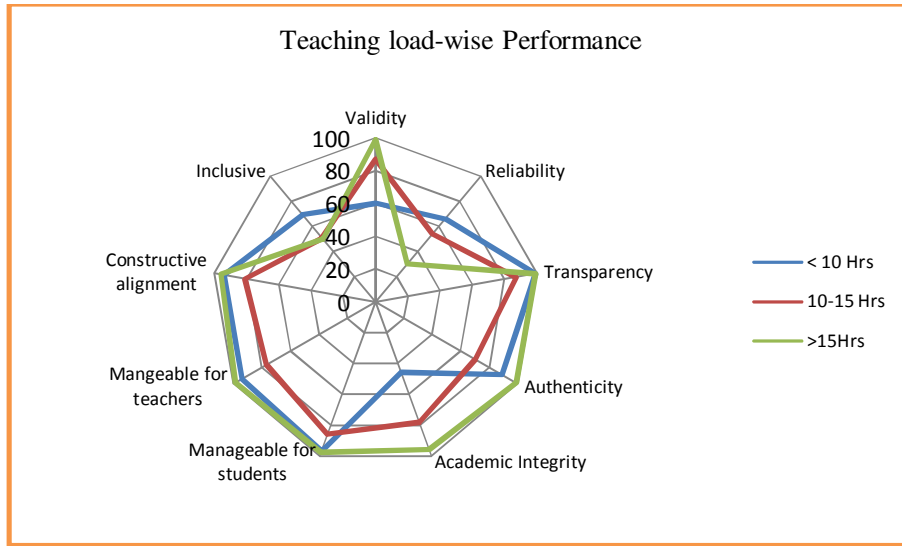 Teaching load-wise Performance
Validity
Reliability
Transparency
Authenticity
Academic Integrity
Manageable for
students
Mangeable for
teachers
Constructive
alignment
Inclusive
100
80
60
40
20
0
< 10 Hrs
10-15 Hrs
>15Hrs